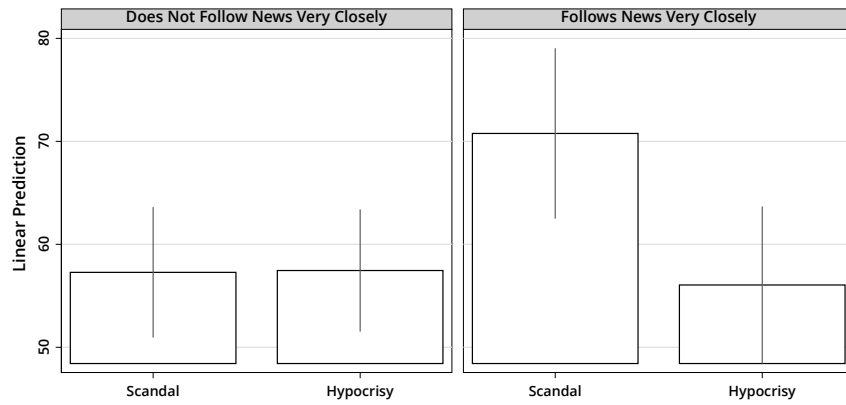 Does Not Follow News Very Closely
Follows News Very Closely
Linear Prediction
80
70
60
50
Scandal
Hypocrisy
Scandal
Hypocrisy